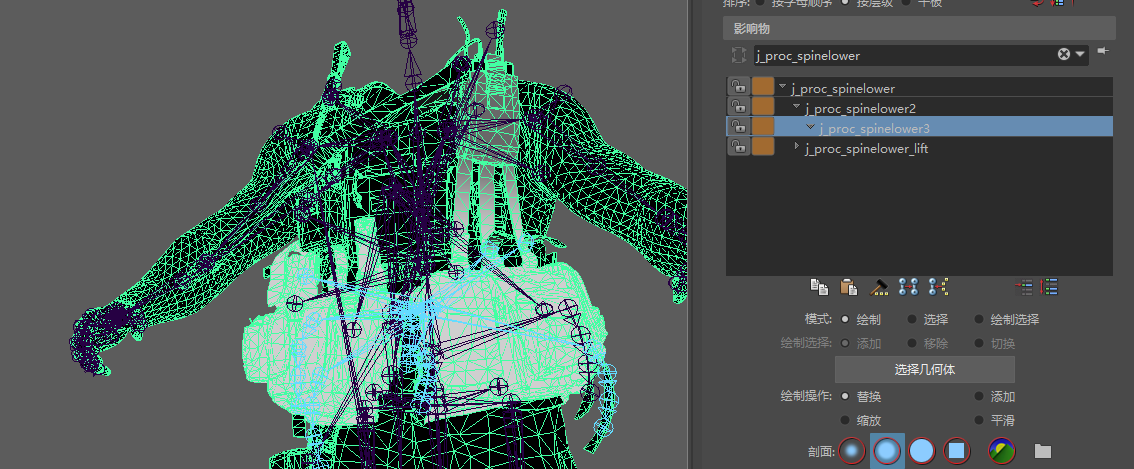 排序: 按字母顺序 按层级 平板
影响物
j_proc_spinelower
j_proc_spinelower
j_proc_spinelower2
j_proc_spinelower3
j_proc_spinelower_lift
模式: 绘制 选择 绘制选择
绘制选择: 添加 移除 切换
选择几何体
绘制操作: 替换 添加
缩放 平滑
剖面: